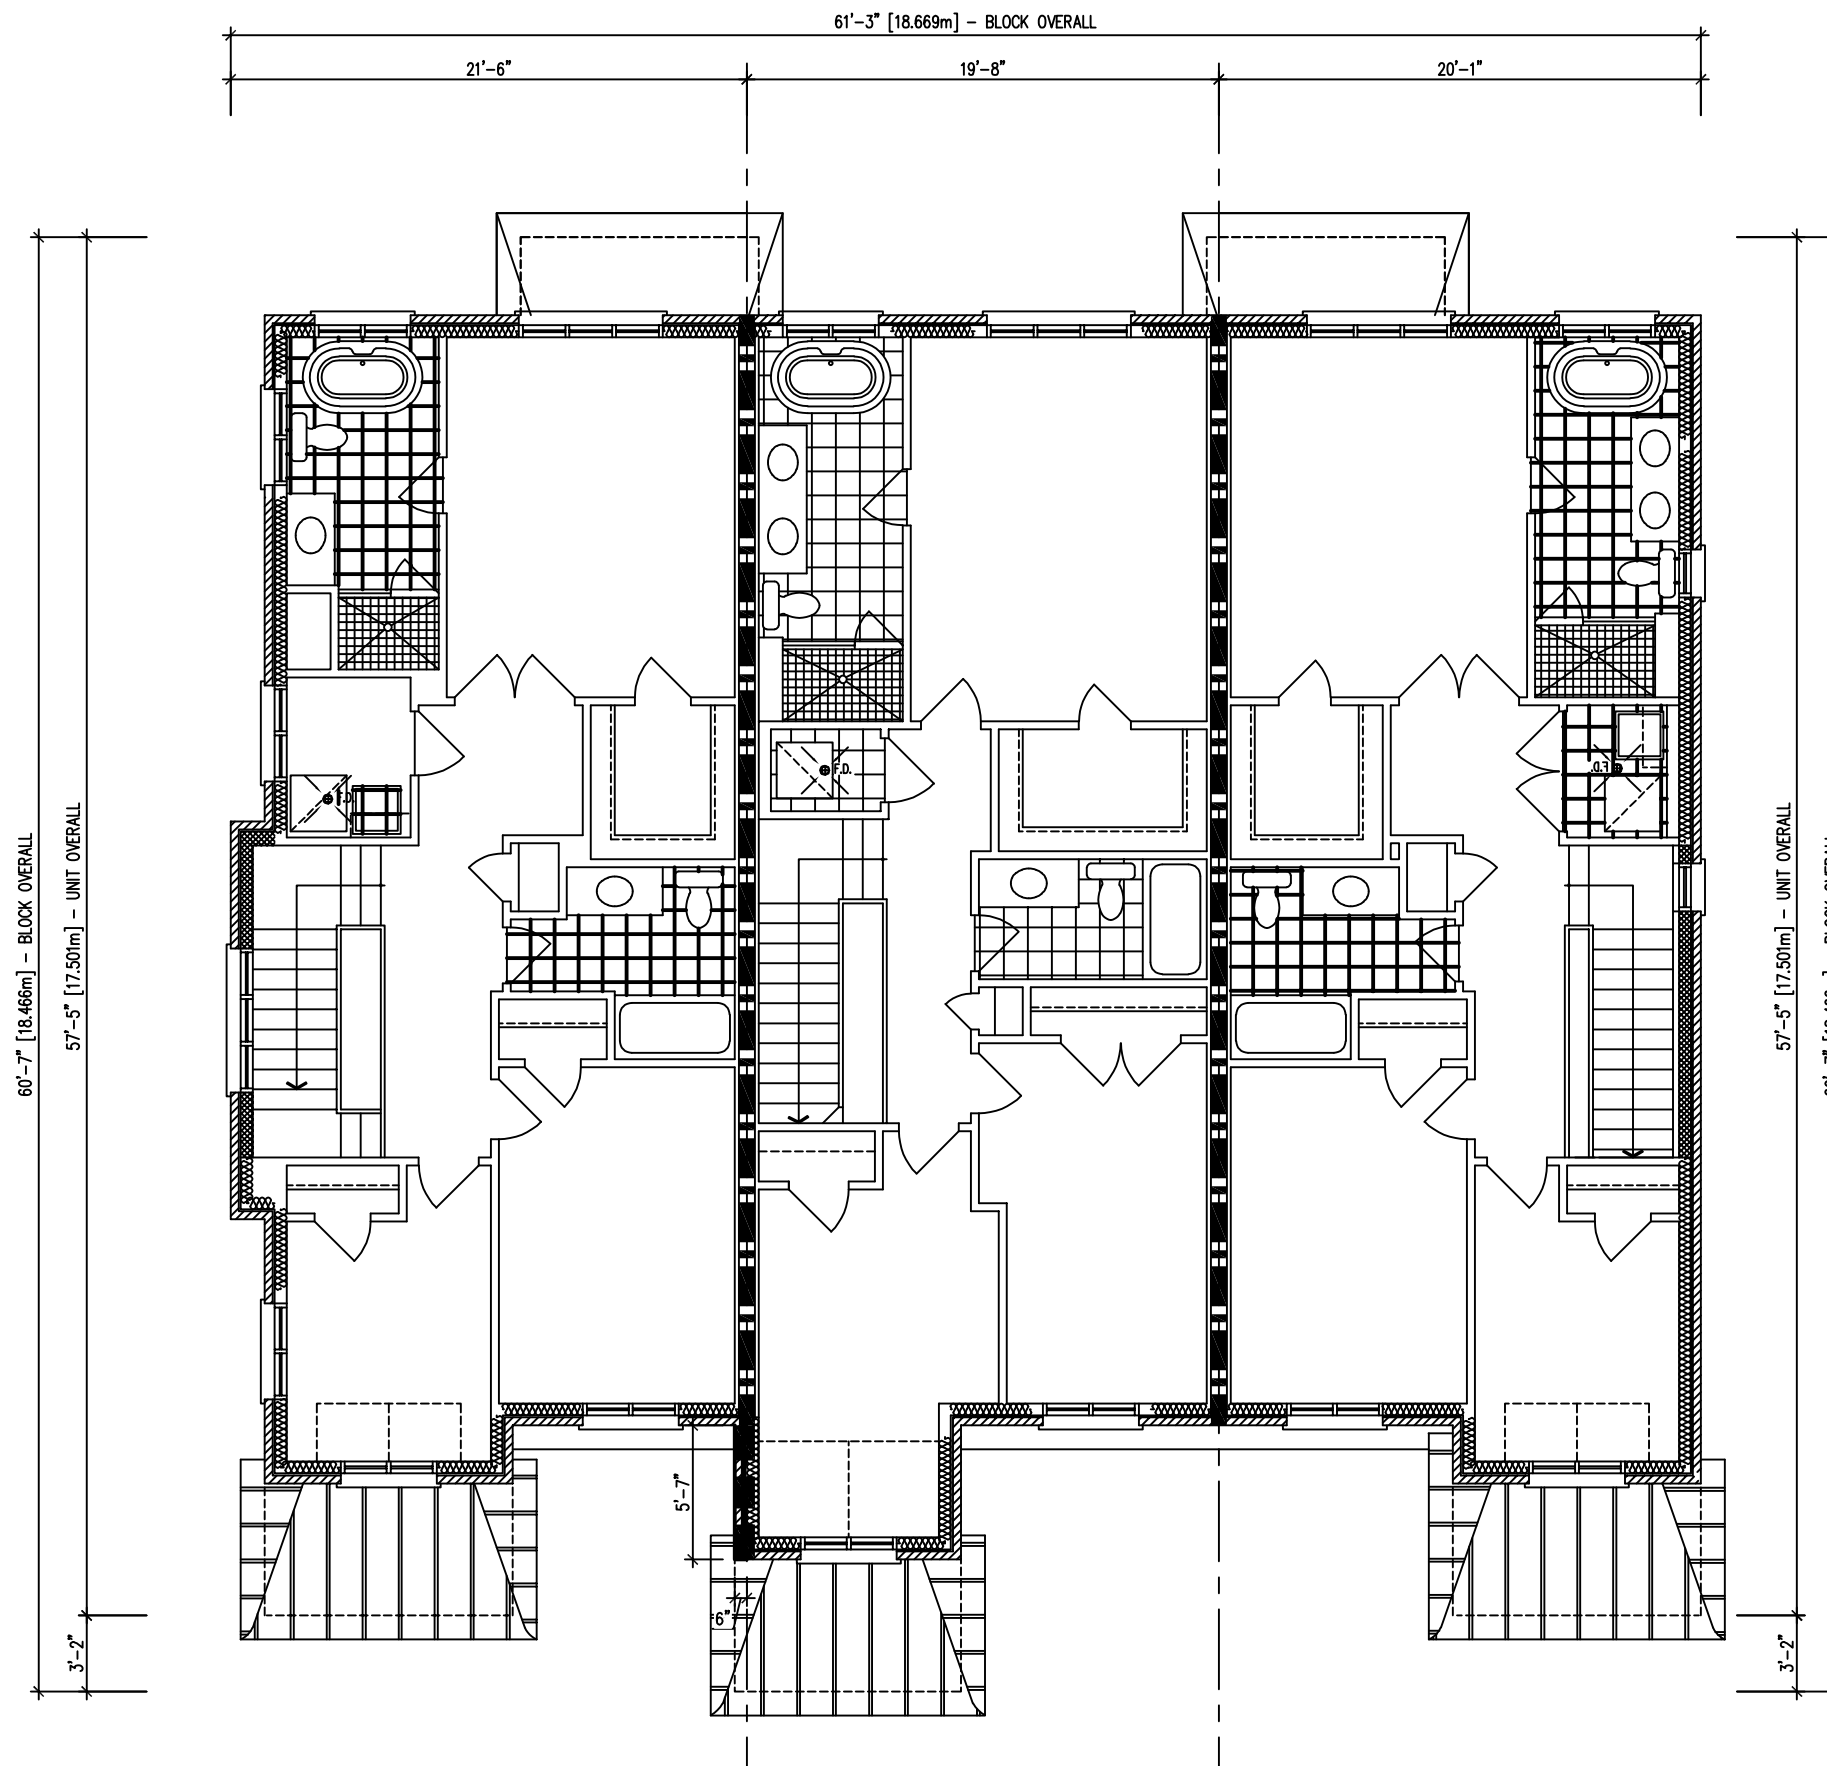 61'-3" [18.669m] - BLOCK OVERALL
21'-6"
19'-8"
20'-1"
F.D.
F.D.
F.D.
60'-7" [18.466m] - BLOCK OVERALL
57'-5" [17.501m] - UNIT OVERALL
57'-5" [17.501m] - UNIT OVERALL
5'-7"
6"
3'-2"
3'-2"